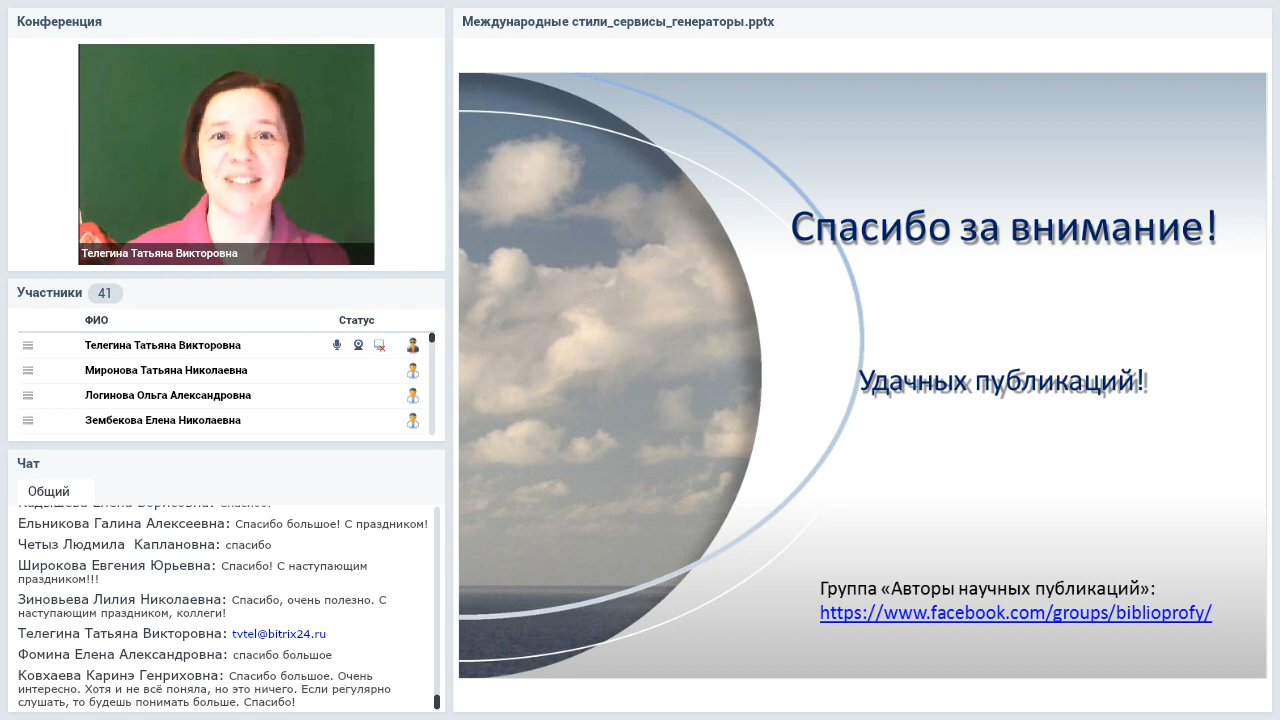 Конференция
Телегина Татьяна Викторовна
Участники 41
ФИО Статус
Телегина Татьяна Викторовна
Миронова Татьяна Николаевна
Логинова Ольга Александровна
Зембекова Елена Николаевна
Чат
Общий
Ельникова Галина Алексеевна: Спасибо большое! С праздником!
Четыз Людмила Каплановна: спасибо
Широкова Евгения Юрьевна: Спасибо! С наступающим
праздником!!!
Зиновьева Лилия Николаевна: Спасибо, очень полезно. С
наступающим праздником, коллеги!
Телегина Татьяна Викторовна: tvtel@bitrix24.ru
Фомина Елена Александровна: спасибо большое
Ковхаева Каринэ Генриховна: Спасибо большое. Очень
интересно. Хотя и не всё поняла, но это ничего. Если регулярно
слушать, то будешь понимать больше. Спасибо!
Международные стили_сервисы_генераторы.pptx
Спасибо за внимание!
Удачных публикаций!
Группа «Авторы научных публикаций»:
https://www.facebook.com/groups/biblioprofy/